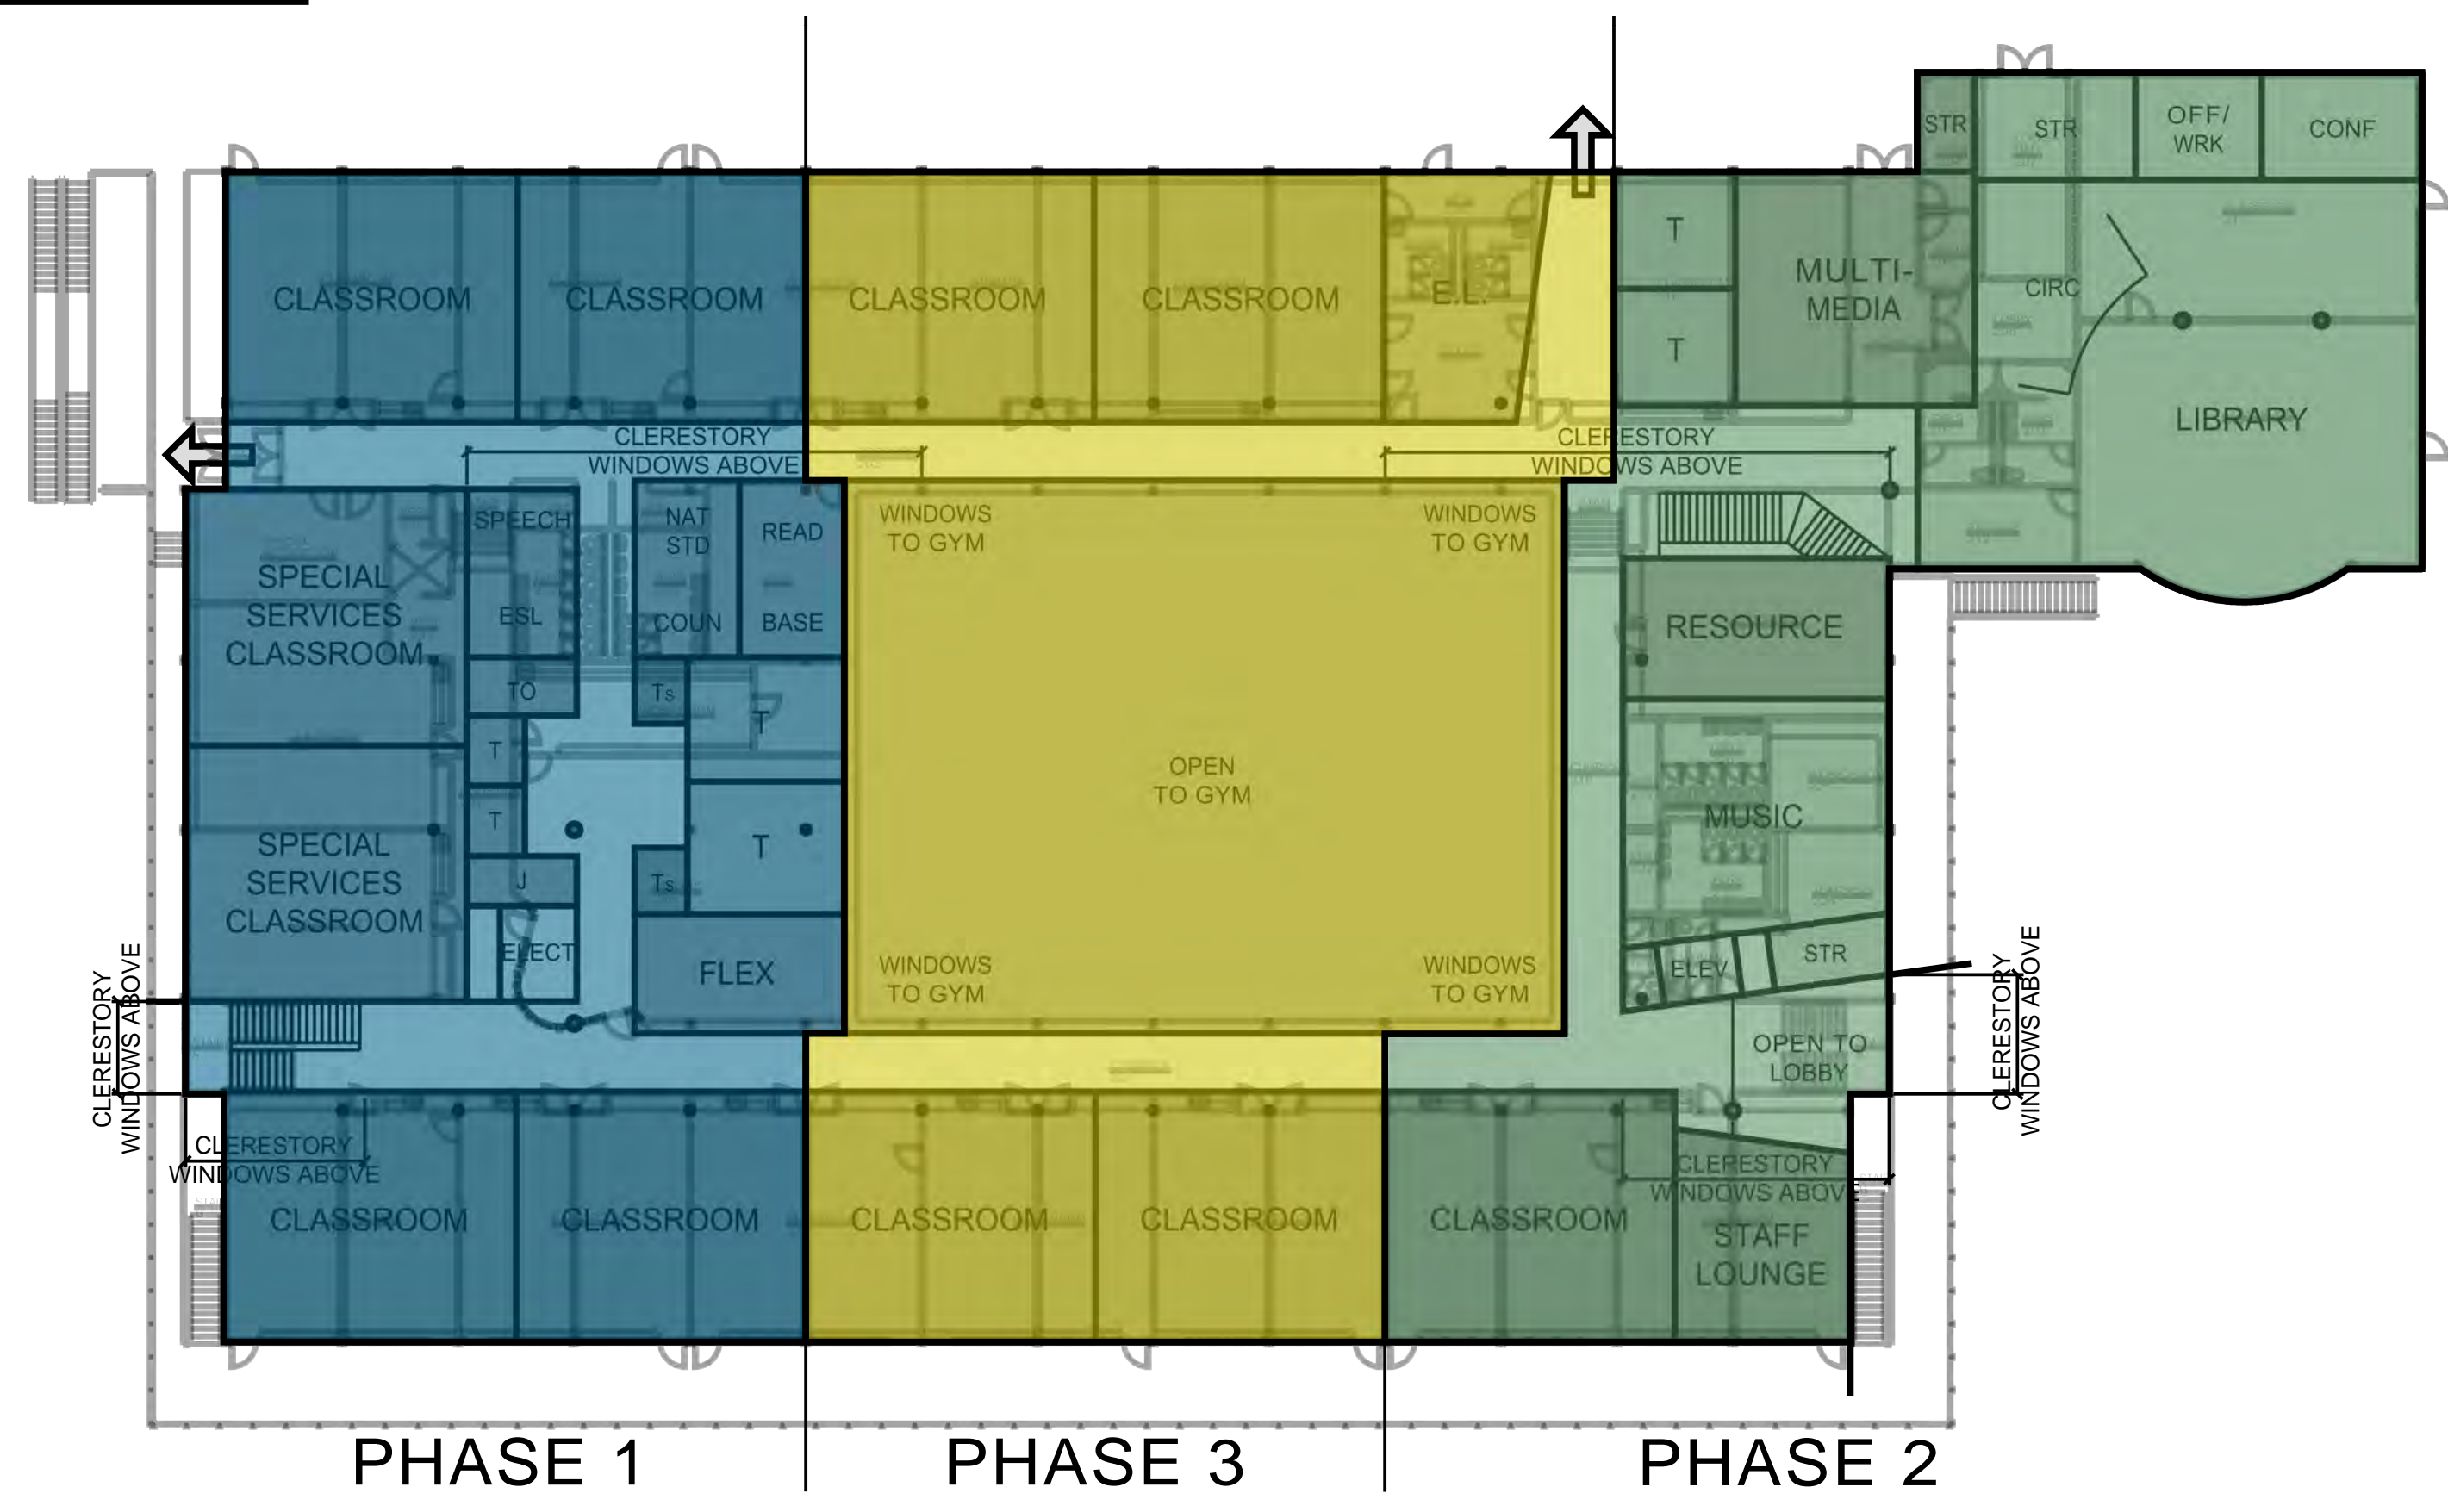 STR
STR
OFF/
WRK
CONF
CLASSROOM
CLASSROOM
CLASSROOM
CLASSROOM
E.L.
T
T
MULTI-
MEDIA
CIRC
LIBRARY
CLERESTORY
WINDOWS ABOVE
CLERESTORY
WINDOWS ABOVE
SPECIAL
SERVICES
CLASSROOM
SPEECH
ESL
NAT
STD
COUN
READ
BASE
WINDOWS
TO GYM
WINDOWS
TO GYM
RESOURCE
TO
Ts
T
T
T
T
OPEN
TO GYM
MUSIC
SPECIAL
SERVICES
CLASSROOM
J
Ts
ELECT
FLEX
WINDOWS
TO GYM
WINDOWS
TO GYM
ELEV
STR
OPEN TO
LOBBY
CLERESTORY
WINDOWS ABOVE
CLERESTORY
WINDOWS ABOVE
CLERESTORY
WINDOWS ABOVE
CLERESTORY
WINDOWS ABOVE
CLASSROOM
CLASSROOM
CLASSROOM
CLASSROOM
CLASSROOM
STAFF
LOUNGE
PHASE 1
PHASE 3
PHASE 2